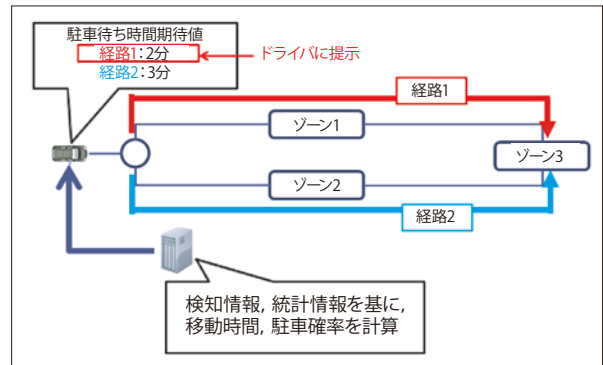 駐車待ち時間期待値
経路1：2分
経路2：3分
ドライバに提示
経路1
ゾーン1
ゾーン3
ゾーン2
経路2
検知情報，統計情報を基に，
移動時間，駐車確率を計算